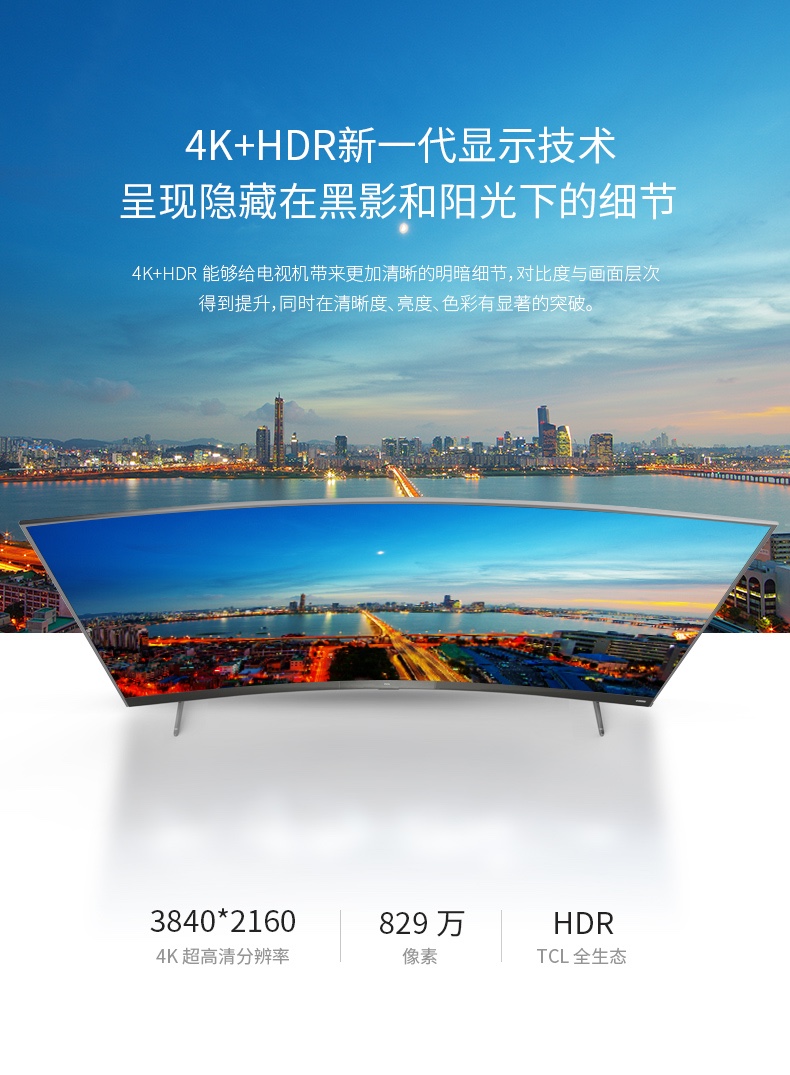 4K+HDR新一代显示技术
呈现隐藏在黑影和阳光下的细节
4K+HDR 能够给电视机带来更加清晰的明暗细节,对比度与画面层次
得到提升,同时在清晰度、亮度、色彩有显著的突破。
3840*2160
829 万
HDR
4K 超高清分辨率
像素
TCL 全生态